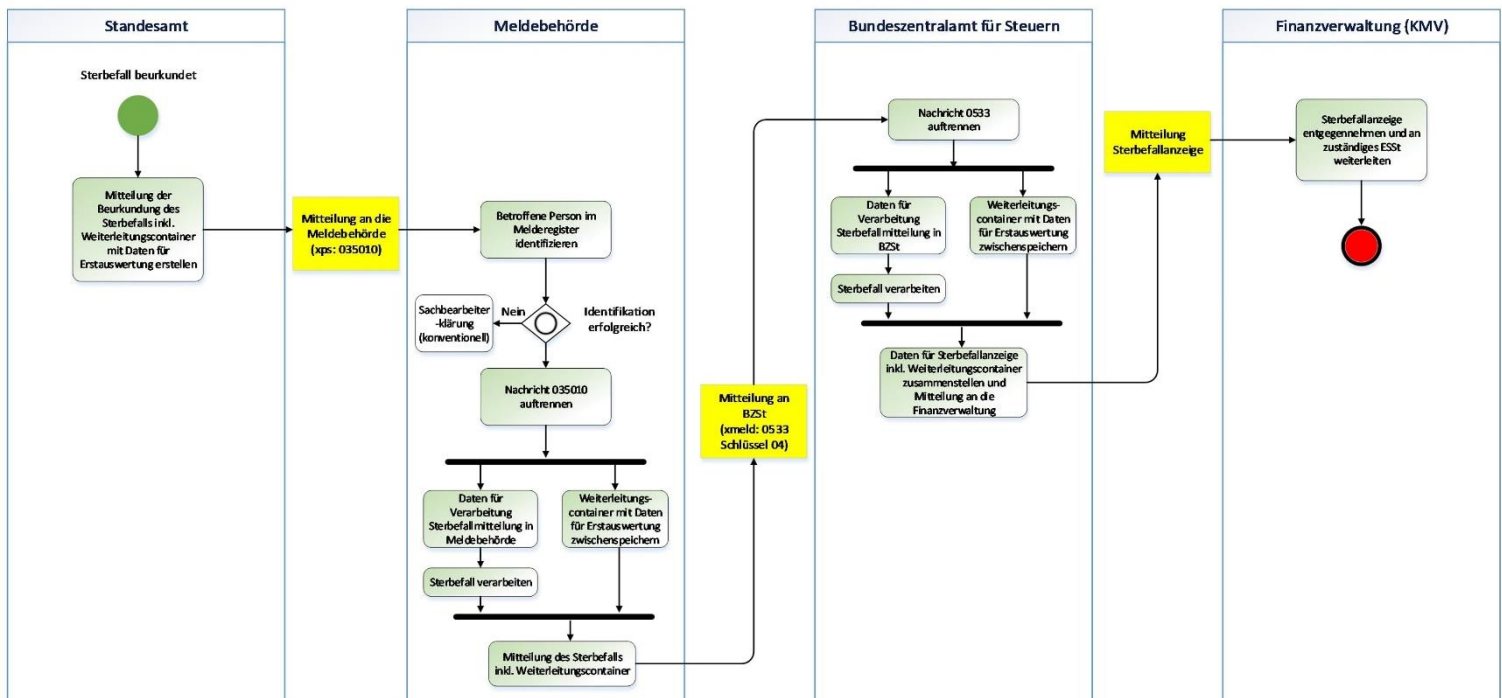 Standesamt
Sterbefall beurkundet
Mitteilung der
Beurkundung des
Sterbefalls inkl.
Weiterleitungscontainer
mit Daten für
Erstauswertung erstellen
Mitteilung an die
Meldebehörde
(xps: 035010)
Meldebehörde
Betroffene Person im
Melderegister
identifizieren
Sachbearbeiter
-klärung
(konventionell)
Nein
Identifikation
erfolgreich?
Nachricht 035010
auftrennen
Daten für
Verarbeitung
Sterbefallmitteilung in
Meldebehörde
Weiterleitungs-
container mit Daten
für Erstauswertung
zwischenspeichern
Sterbefall verarbeiten
Mitteilung des Sterbefalls
inkl. Weiterleitungscontainer
Mitteilung an
BZSt
(xmeld: 0533
Schlüssel 04)
Bundeszentralamt für Steuern
Nachricht 0533
auftrennen
Daten für
Verarbeitung
Sterbefallmitteilung in
BZSt
Weiterleitungs-
container mit Daten
für Erstauswertung
zwischenspeichern
Sterbefall verarbeiten
Daten für Sterbefallanzeige
inkl. Weiterleitungscontainer
zusammenstellen und
Mitteilung an die
Finanzverwaltung
Mitteilung
Sterbefallanzeige
Finanzverwaltung (KMV)
Sterbefallanzeige
entgegennehmen und an
zuständiges ESSt
weiterleiten